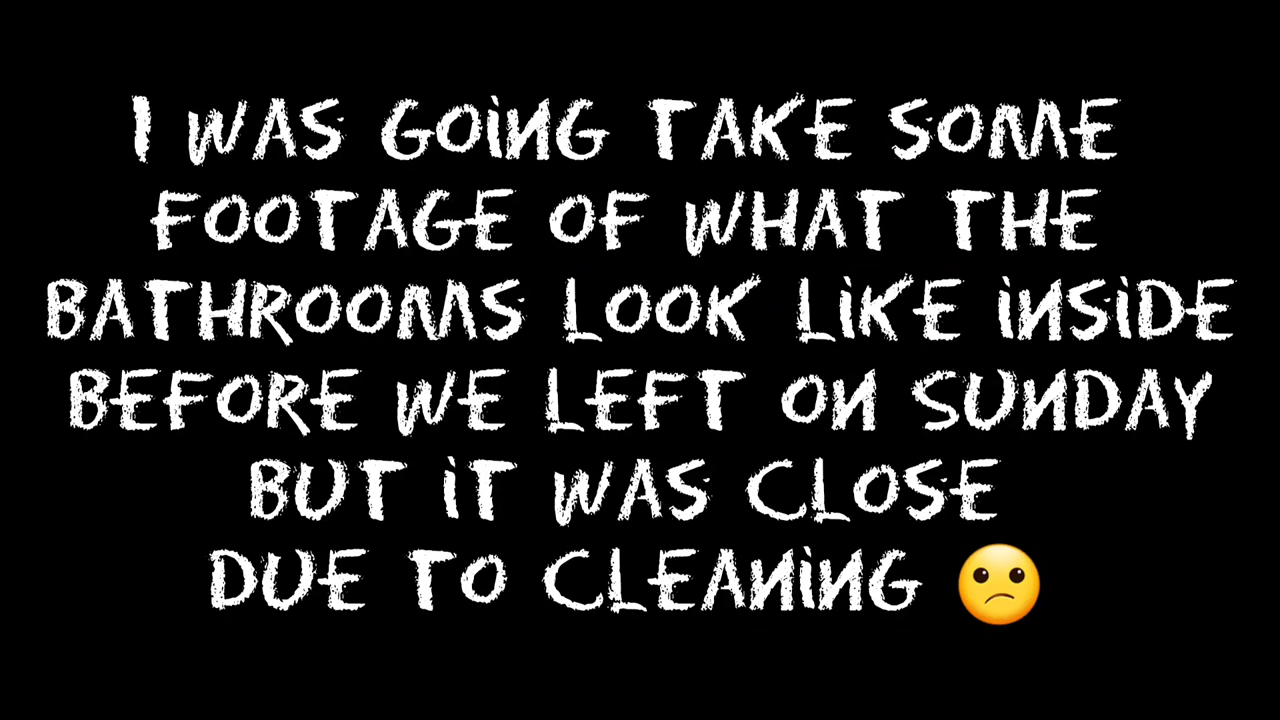 I WAS GOING TAKE SOME
FOOTAGE OF WHAT THE
BATHROOMS LOOK LIKE INSIDE
BEFORE WE LEFT ON SUNDAY
BUT IT WAS CLOSE
DUE TO CLEANING 😕